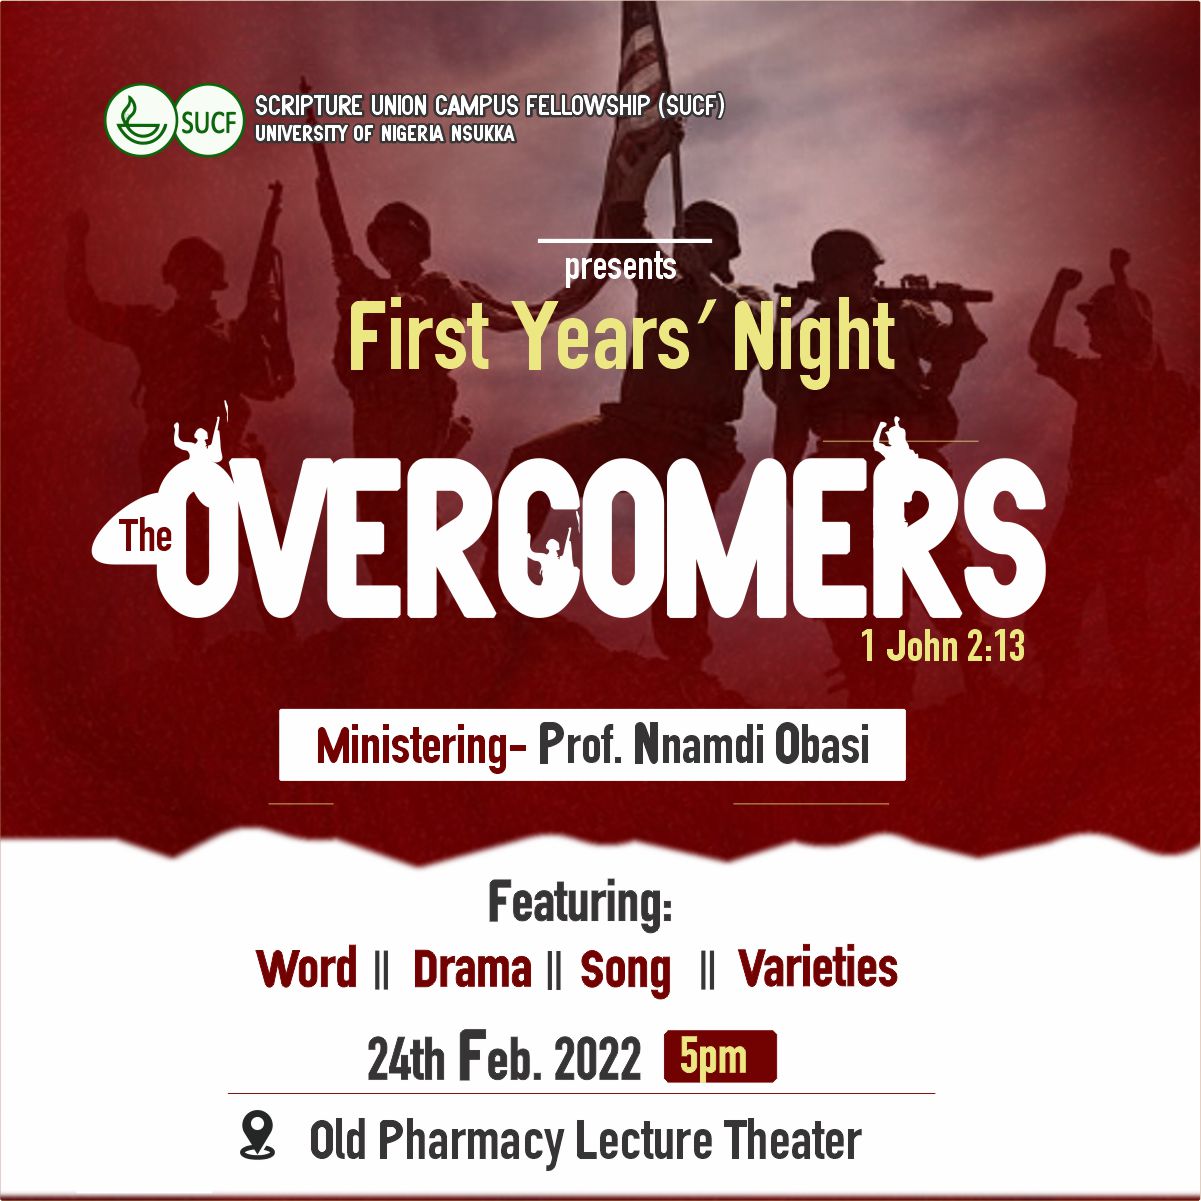 SUCF
SCRIPTURE UNION CAMPUS FELLOWSHIP (SUCF)
UNIVERSITY OF NIGERIA NSUKKA
presents
First Years' Night
The OVERCOMERS
1 John 2:13
Ministering- Prof. Nnamdi Obasi
Featuring:
Word || Drama || Song || Varieties
24th Feb. 2022 5pm
Old Pharmacy Lecture Theater